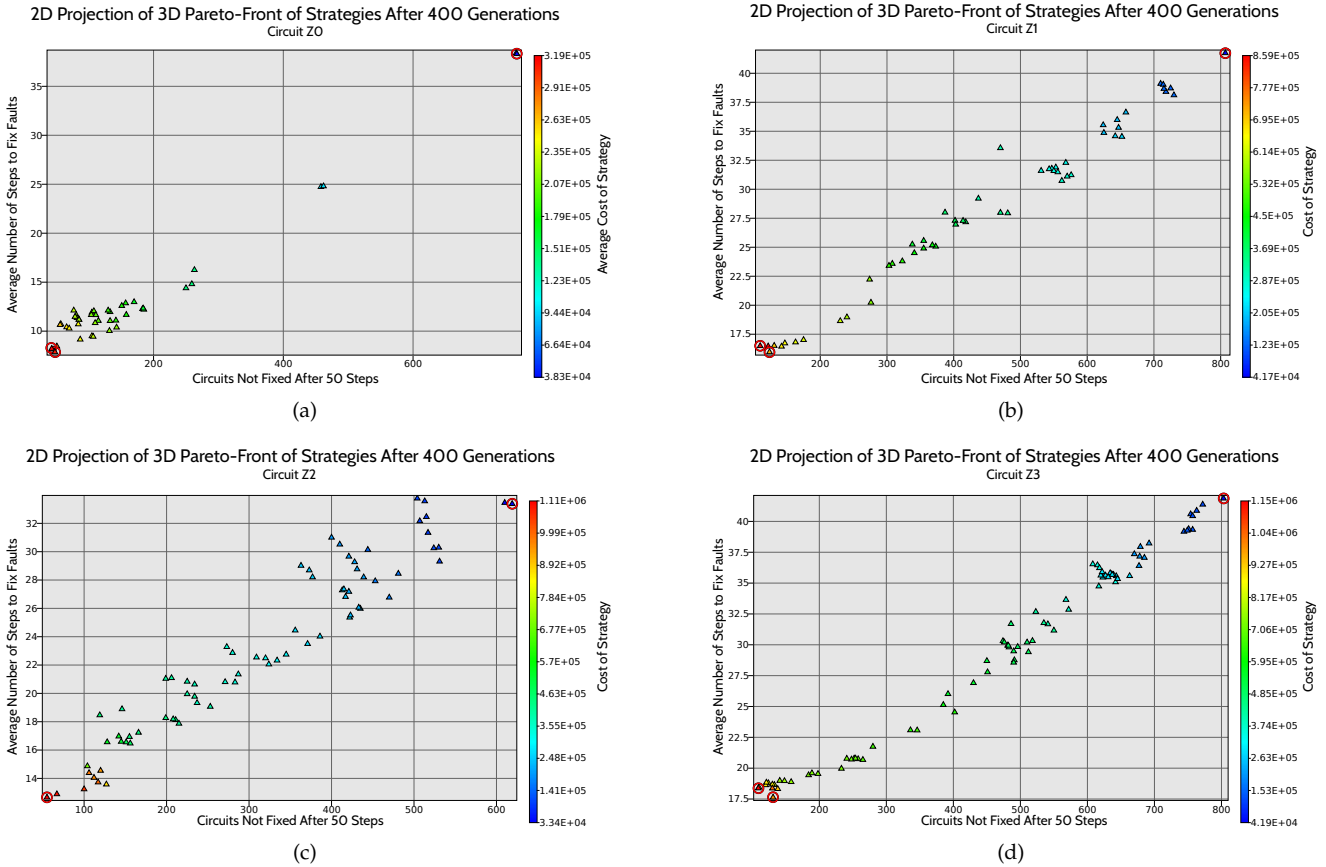 2D Projection of 3D Pareto-Front of Strategies After 400 Generations
Circuit Z0
Average Number of Steps to Fix Faults
35
30
25
20
15
10
200
400
600
Circuits Not Fixed After 50 Steps
3.19E+05
2.91E+05
2.63E+05
2.35E+05
2.07E+05
1.79E+05
1.51E+05
1.23E+05
9.44E+04
6.64E+04
3.83E+04
Average Cost of Strategy
(a)
2D Projection of 3D Pareto-Front of Strategies After 400 Generations
Circuit Z1
Average Number of Steps to Fix Faults
40
37.5
35
32.5
30
27.5
25
22.5
20
17.5
200
300
400
500
600
700
800
Circuits Not Fixed After 50 Steps
8.59E+05
7.77E+05
6.95E+05
6.14E+05
5.32E+05
4.5E+05
3.69E+05
2.87E+05
2.05E+05
1.23E+05
4.17E+04
Cost of Strategy
(b)
2D Projection of 3D Pareto-Front of Strategies After 400 Generations
Circuit Z2
Average Number of Steps to Fix Faults
32
30
28
26
24
22
20
18
16
14
100
200
300
400
500
600
Circuits Not Fixed After 50 Steps
1.11E+06
9.99E+05
8.92E+05
7.84E+05
6.77E+05
5.7E+05
4.63E+05
3.55E+05
2.48E+05
1.41E+05
3.34E+04
Cost of Strategy
(c)
2D Projection of 3D Pareto-Front of Strategies After 400 Generations
Circuit Z3
Average Number of Steps to Fix Faults
40
37.5
35
32.5
30
27.5
25
22.5
20
17.5
200
300
400
500
600
700
800
Circuits Not Fixed After 50 Steps
1.15E+06
1.04E+06
9.27E+05
8.17E+05
7.06E+05
5.95E+05
4.85E+05
3.74E+05
2.63E+05
1.53E+05
4.19E+04
Cost of Strategy
(d)